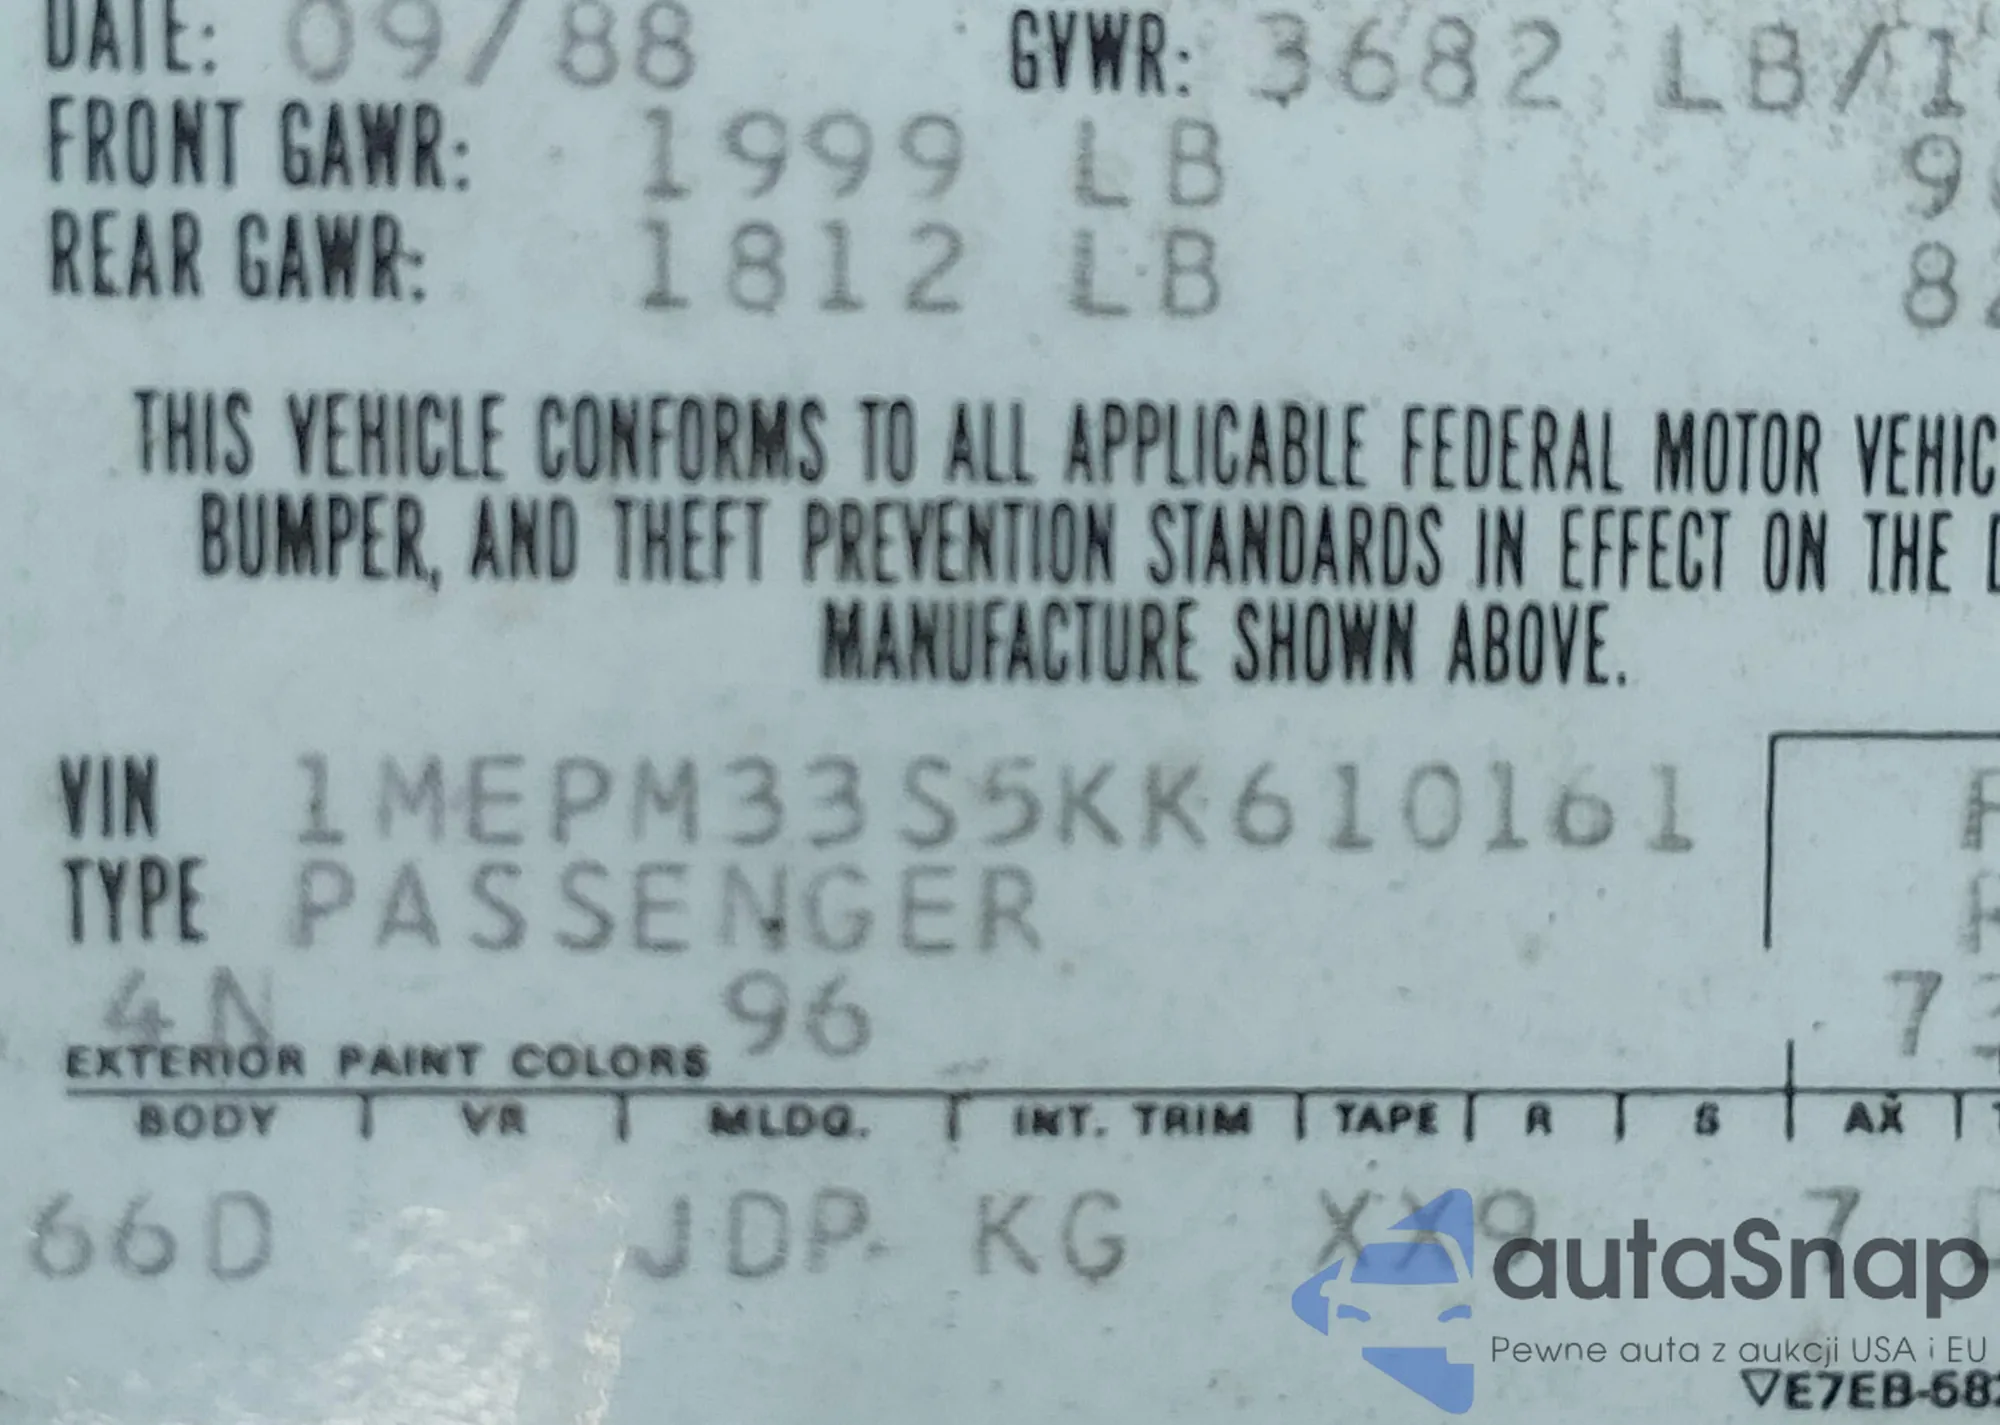 DATE: 09/88 GVWR: 3682 LB/1
FRONT GAWR: 1999 LB 9
REAR GAWR: 1812 LB 8
THIS VEHICLE CONFORMS TO ALL APPLICABLE FEDERAL MOTOR VEHIC
BUMPER, AND THEFT PREVENTION STANDARDS IN EFFECT ON THE D
MANUFACTURE SHOWN ABOVE.
VIN 1MEPM33S5KK610161
TYPE PASSENGER
4N 96 7
EXTERIOR PAINT COLORS
BODY VR MLDG. INT. TRIM TAPE R S AX
66D JDP KG XX9 7
autaSnap
Pewne auta z aukcji USA i EU
▽E7EB-68